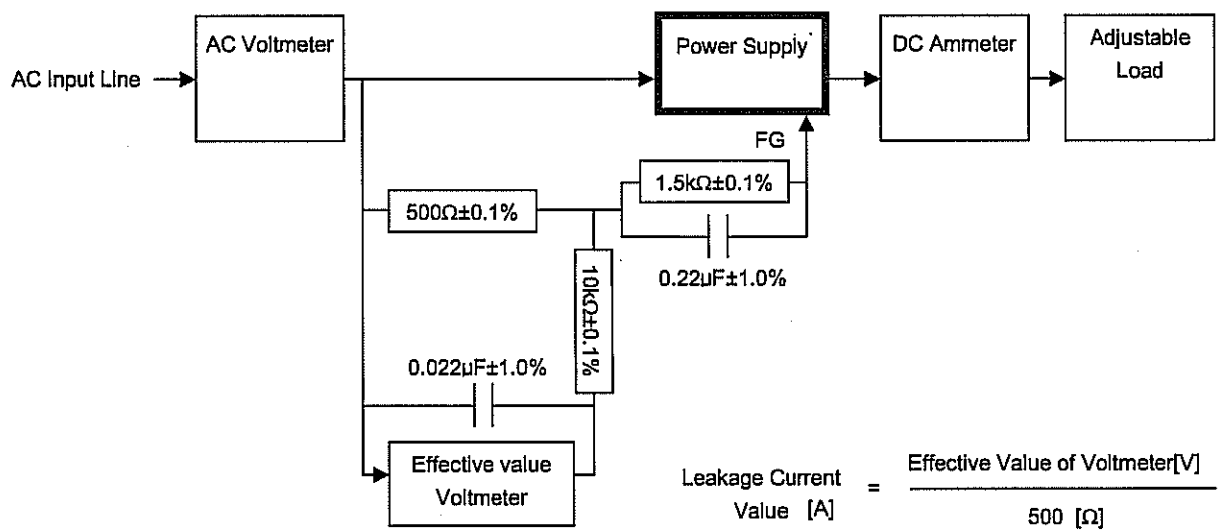 AC Voltmeter
Power Supply
DC Ammeter
Adjustable
Load
AC Input Line
FG
1.5kΩ±0.1%
500Ω±0.1%
0.22μF±1.0%
10kΩ±0.1%
0.022μF±1.0%
Effective value
Voltmeter
Leakage Current
Value [A]
=
Effective Value of Voltmeter[V]
500 [Ω]